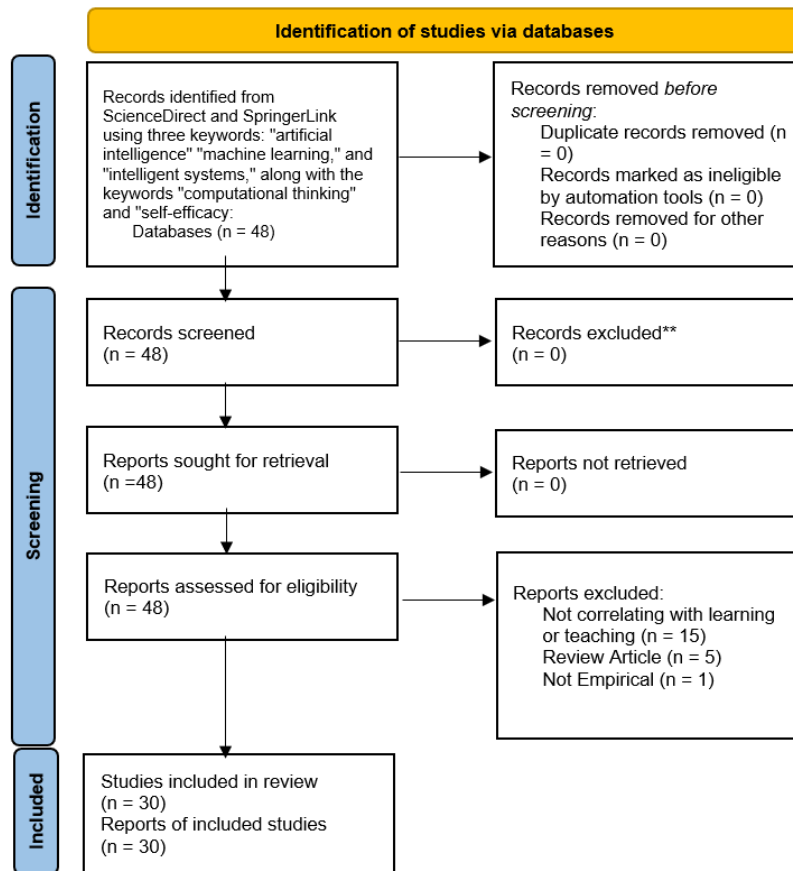 Identification of studies via databases
Identification
Records identified from
ScienceDirect and SpringerLink
using three keywords: "artificial
intelligence" "machine learning," and
"intelligent systems," along with the
keywords "computational thinking"
and "self-efficacy:
Databases (n = 48)
Records removed before
screening:
Duplicate records removed (n
= 0)
Records marked as ineligible
by automation tools (n = 0)
Records removed for other
reasons (n = 0)
Screening
Records screened
(n = 48)
Records excluded**
(n = 0)
Reports sought for retrieval
(n =48)
Reports not retrieved
(n = 0)
Reports assessed for eligibility
(n = 48)
Reports excluded:
Not correlating with learning
or teaching (n = 15)
Review Article (n = 5)
Not Empirical (n = 1)
Included
Studies included in review
(n = 30)
Reports of included studies
(n = 30)